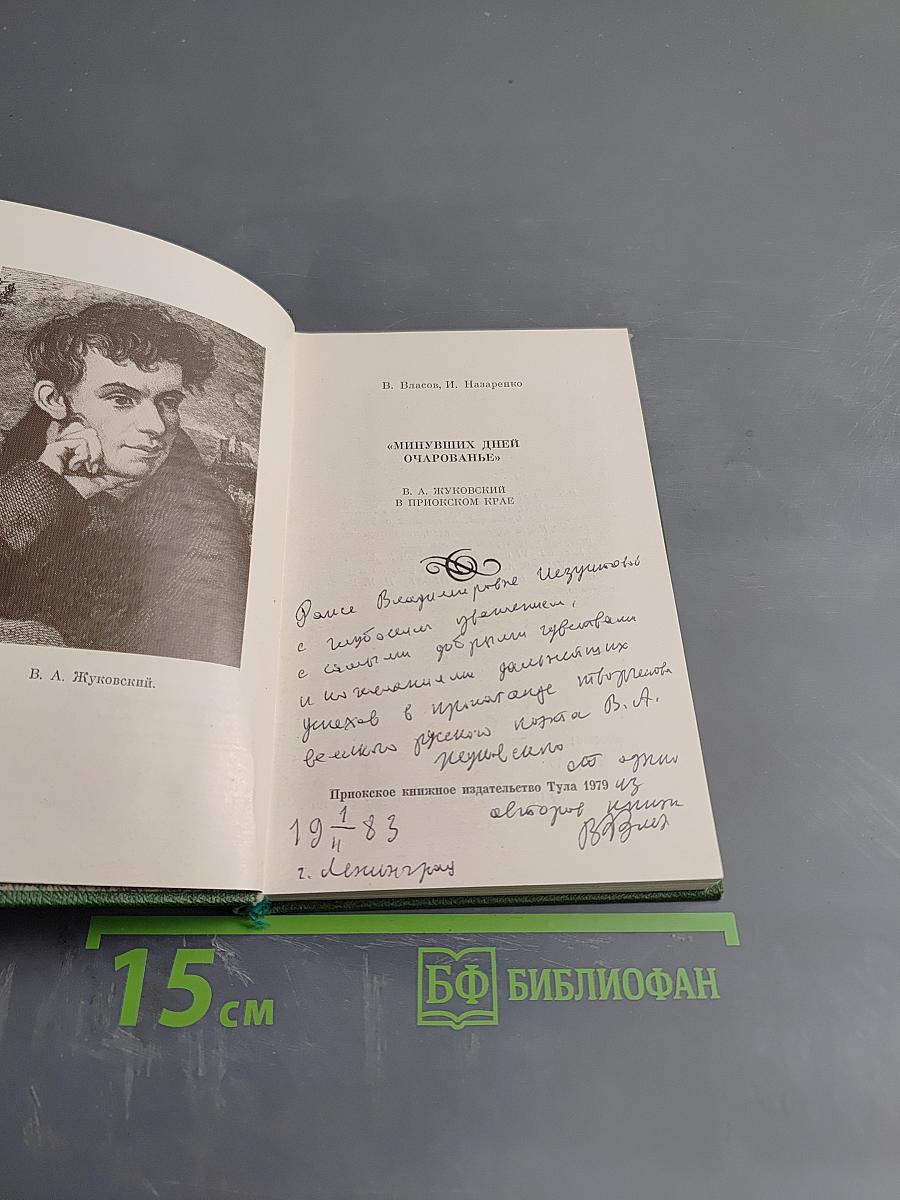 В. А. Жуковский.
В. Власов, И. Назаренко
«МИНУВШИХ ДНЕЙ
ОЧАРОВАНЬЕ»
В. А. ЖУКОВСКИЙ
В ПРИОКСКОМ КРАЕ
Раисе Владимировне Иезуитовой
с глубоким уважением,
с самыми добрыми чувствами
и пожеланиями дальнейших
успехов в пропаганде творчества
великого русского поэта В. А.
Жуковского
от одного
Приокское книжное издательство Тула 1979
из
авторов книги
19 1/II 83
г. Ленинград
15 см
БФ БИБЛИОФАН